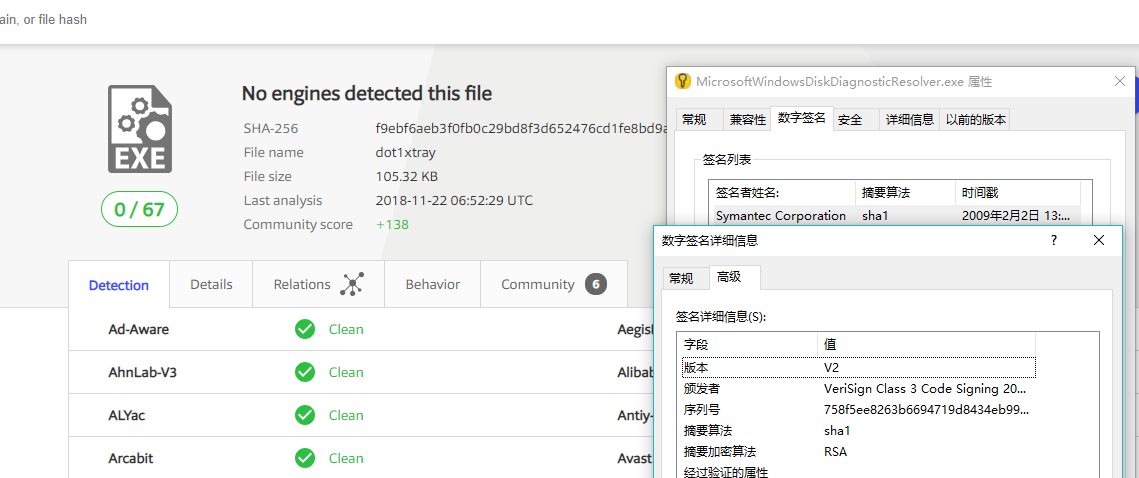 ain, or file hash
EXE
0 / 67
No engines detected this file
SHA-256 f9ebf6aeb3f0fb0c29bd8f3d652476cd1fe8bd9a
File name dot1xtray
File size 105.32 KB
Last analysis 2018-11-22 06:52:29 UTC
Community score +138
Detection Details Relations Behavior Community 6
Ad-Aware Clean Aegisl
AhnLab-V3 Clean Alibab
ALYac Clean Antiy-
Arcabit Clean Avast
MicrosoftWindowsDiskDiagnosticResolver.exe 属性
常规 兼容性 数字签名 安全 详细信息 以前的版本
签名列表
签名者姓名: 摘要算法 时间戳
Symantec Corporation sha1 2009年2月2日 13:...
数字签名详细信息 ?
常规 高级
签名详细信息(S):
字段 值
版本 V2
颁发者 VeriSign Class 3 Code Signing 20...
序列号 758f5ee8263b6694719d8434eb99...
摘要算法 sha1
摘要加密算法 RSA
经过验证的属性